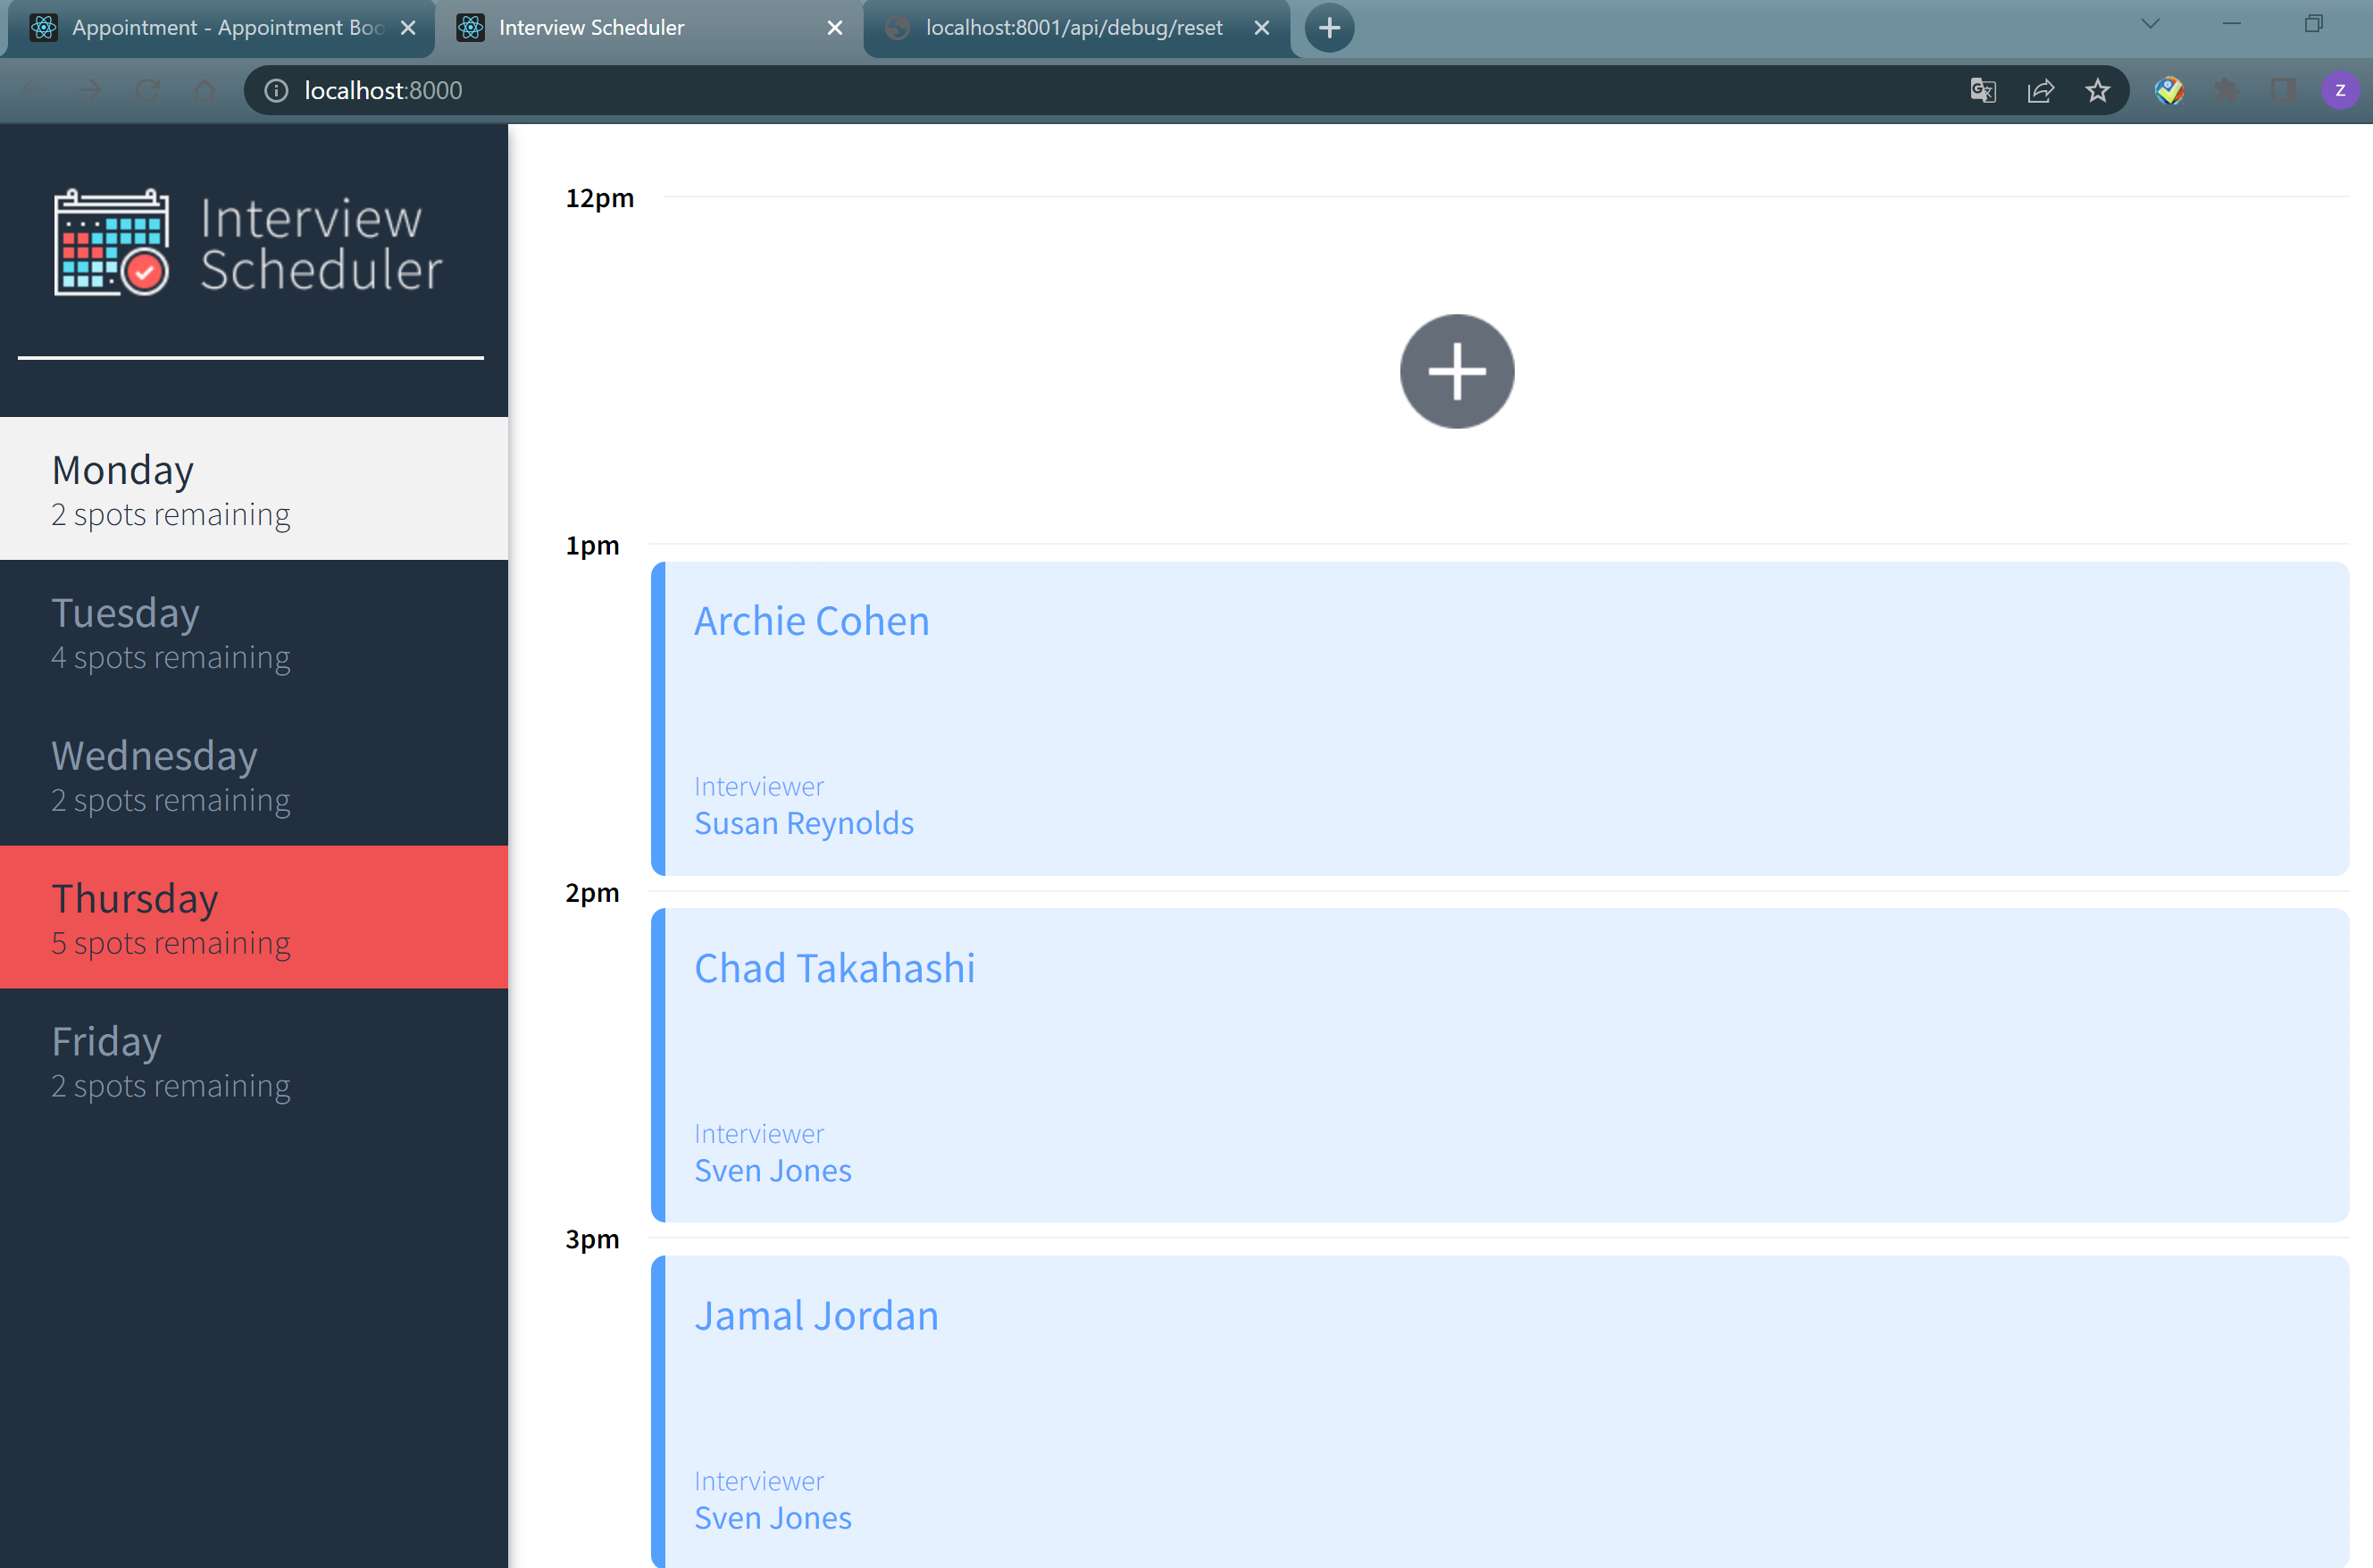 Appointment - Appointment Boo
Interview Scheduler
localhost:8001/api/debug/reset
localhost:8000
Z
Interview
Scheduler
Monday
2 spots remaining
Tuesday
4 spots remaining
Wednesday
2 spots remaining
Thursday
5 spots remaining
Friday
2 spots remaining
12pm
1pm
Archie Cohen
Interviewer
Susan Reynolds
2pm
Chad Takahashi
Interviewer
Sven Jones
3pm
Jamal Jordan
Interviewer
Sven Jones